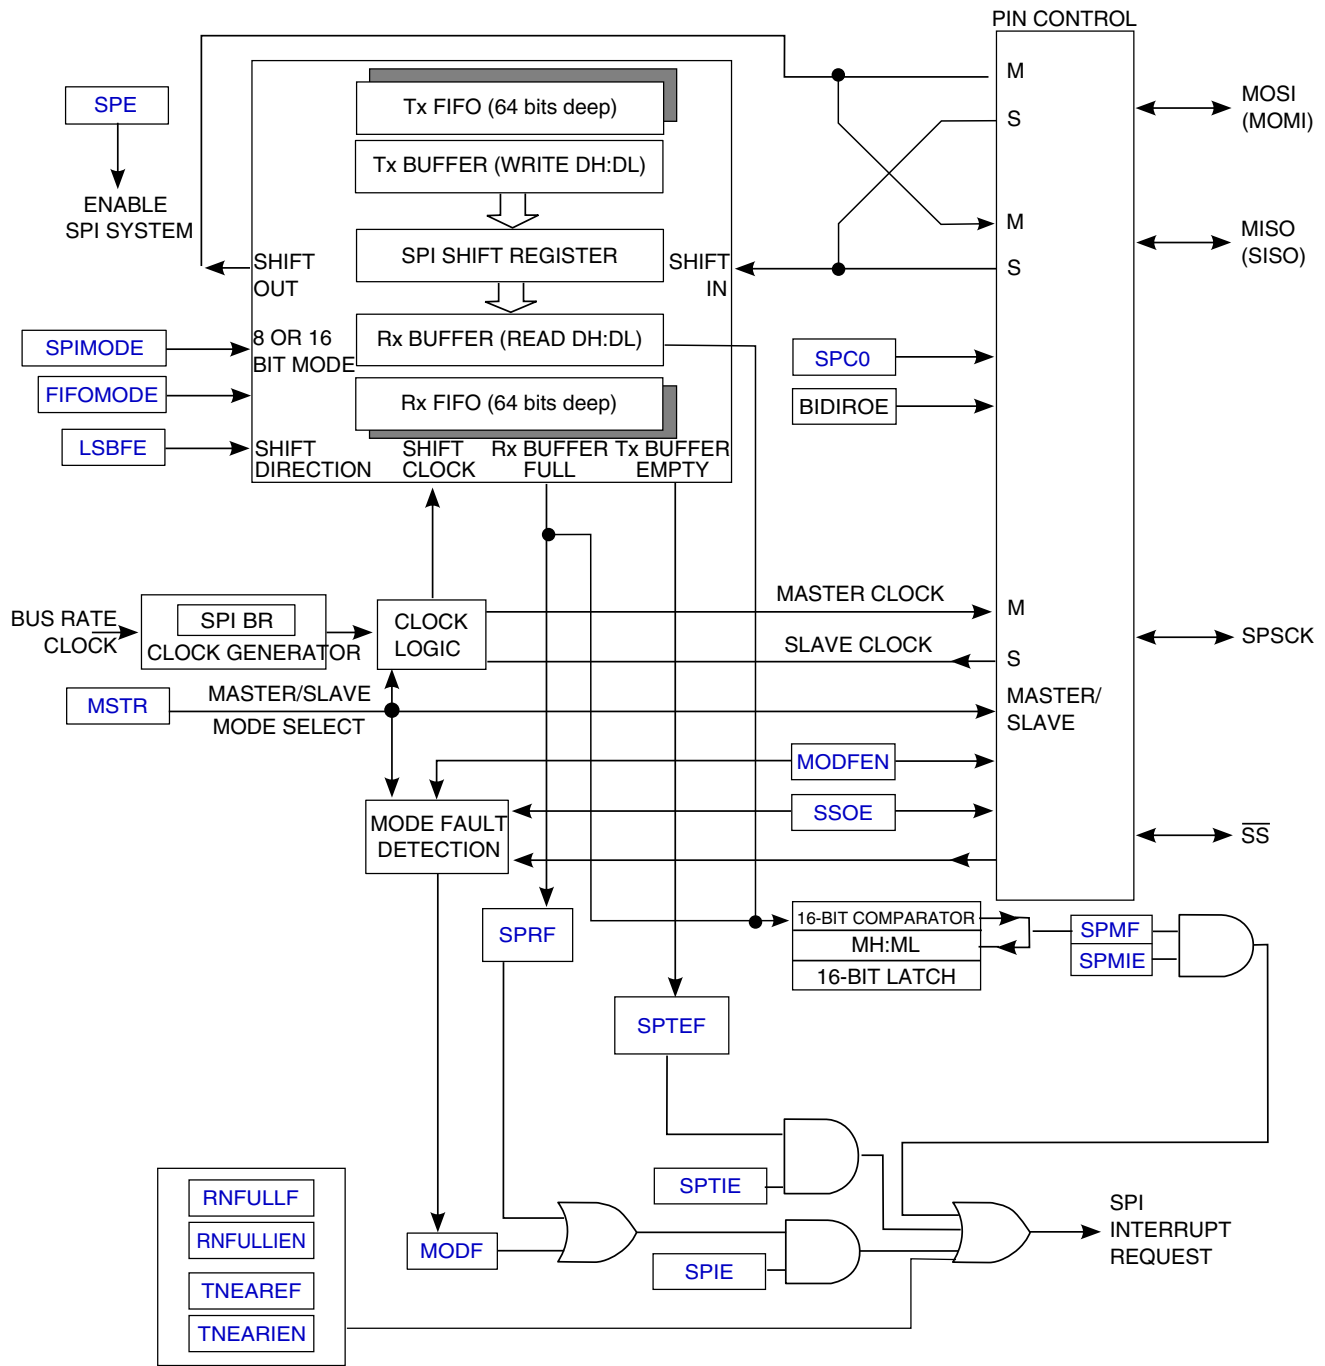 PIN CONTROL
M
S
M
S
MOSI
(MOMI)
MISO
(SISO)
SPE
ENABLE
SPI SYSTEM
Tx FIFO (64 bits deep)
Tx BUFFER (WRITE DH:DL)
SPI SHIFT REGISTER
SHIFT
OUT
SHIFT
IN
Rx BUFFER (READ DH:DL)
Rx FIFO (64 bits deep)
8 OR 16
BIT MODE
SPIMODE
FIFOMODE
LSBFE
SHIFT
DIRECTION
SHIFT
CLOCK
Rx BUFFER
FULL
Tx BUFFER
EMPTY
SPC0
BIDIROE
BUS RATE
CLOCK
SPI BR
CLOCK GENERATOR
CLOCK
LOGIC
MASTER CLOCK
M
SLAVE CLOCK
S
SPSCK
MSTR
MASTER/SLAVE
MODE SELECT
MASTER/
SLAVE
MODFEN
SSOE
MODE FAULT
DETECTION
SS
SPRF
16-BIT COMPARATOR
MH:ML
16-BIT LATCH
SPMF
SPMIE
SPTEF
SPTIE
RNFULLF
RNFULLIEN
TNEAREF
TNEARIEN
MODF
SPIE
SPI
INTERRUPT
REQUEST